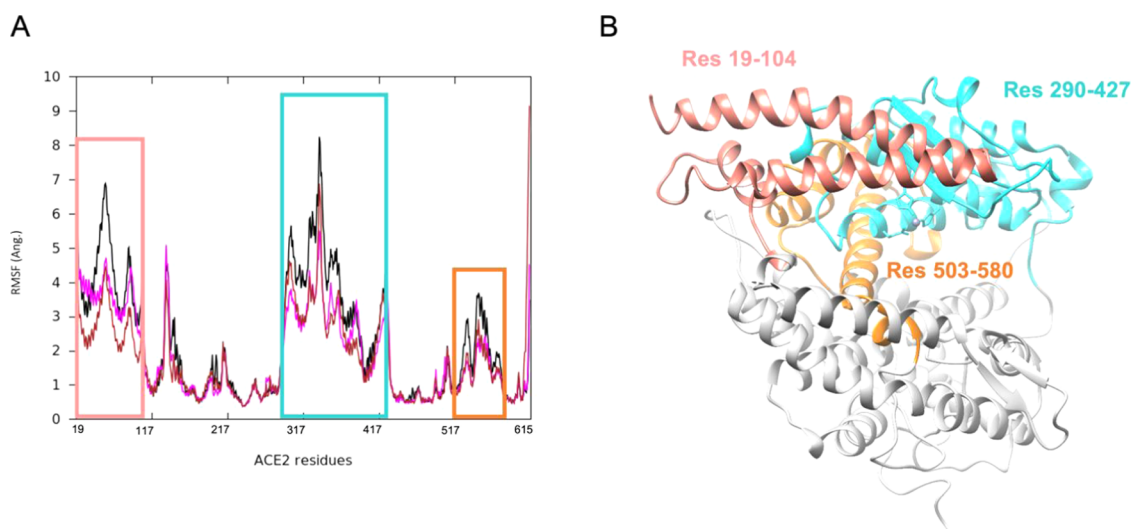 A
B
10
9
8
7
6
5
4
3
2
1
0
RMSF (Ang.)
19 117 217 317 417 517 615
ACE2 residues
Res 19-104
Res 290-427
Res 503-580